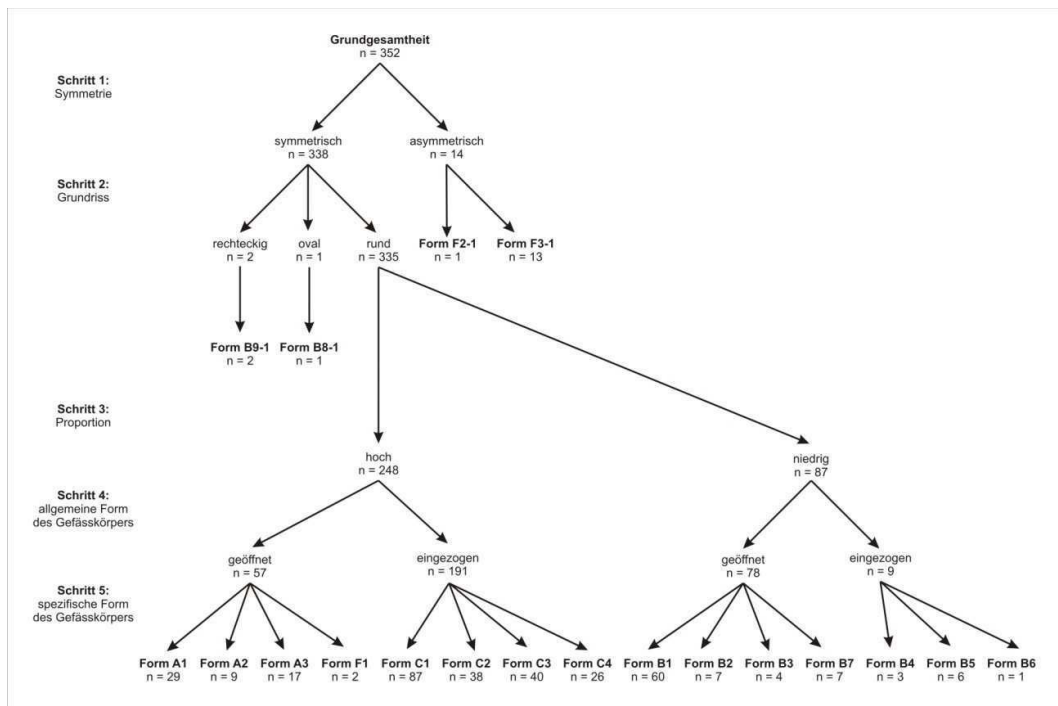 Grundgesamtheit
n = 352
Schritt 1:
Symmetrie
symmetrisch
n = 338
asymmetrisch
n = 14
Schritt 2:
Grundriss
rechteckig
n = 2
oval
n = 1
rund
n = 335
Form F2-1
n = 1
Form F3-1
n = 13
Form B9-1
n = 2
Form B8-1
n = 1
Schritt 3:
Proportion
hoch
n = 248
niedrig
n = 87
Schritt 4:
allgemeine Form
des Gefässkörpers
geöffnet
n = 57
eingezogen
n = 191
geöffnet
n = 78
eingezogen
n = 9
Schritt 5:
spezifische Form
des Gefässkörpers
Form A1
n = 29
Form A2
n = 9
Form A3
n = 17
Form F1
n = 2
Form C1
n = 87
Form C2
n = 38
Form C3
n = 40
Form C4
n = 26
Form B1
n = 60
Form B2
n = 7
Form B3
n = 4
Form B7
n = 7
Form B4
n = 3
Form B5
n = 6
Form B6
n = 1